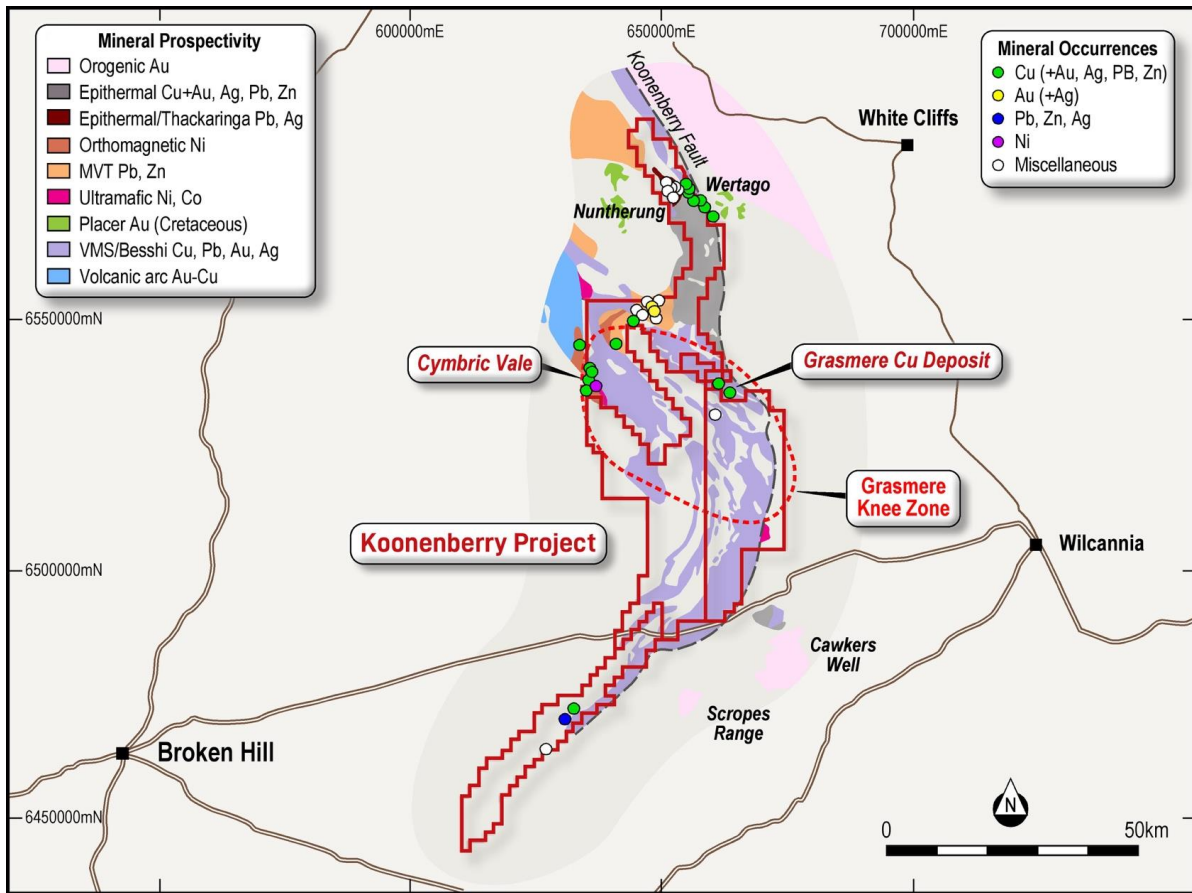 600000mE
650000mE
700000mE
Mineral Prospectivity
Orogenic Au
Epithermal Cu+Au, Ag, Pb, Zn
Epithermal/Thackaringa Pb, Ag
Orthomagnetic Ni
MVT Pb, Zn
Ultramafic Ni, Co
Placer Au (Cretaceous)
VMS/Besshi Cu, Pb, Au, Ag
Volcanic arc Au-Cu
Mineral Occurrences
Cu (+Au, Ag, PB, Zn)
Au (+Ag)
Pb, Zn, Ag
Ni
Miscellaneous
Koonenberry Fault
White Cliffs
Wertago
Nuntherung
6550000mN
Cymbric Vale
Grasmere Cu Deposit
Grasmere
Knee Zone
Koonenberry Project
Wilcannia
6500000mN
Cawkers
Well
Scropes
Range
Broken Hill
6450000mN
N
0
50km